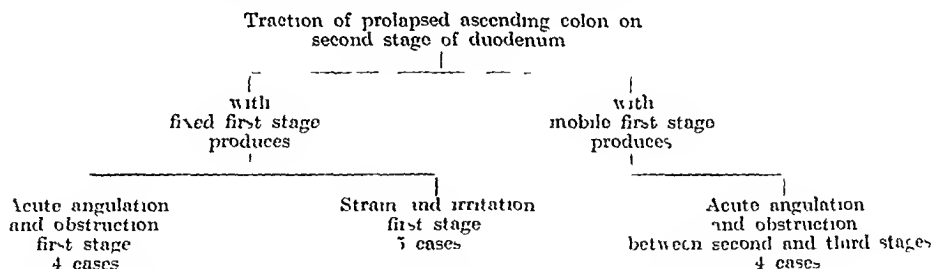 Traction of prolapsed ascending colon on
second stage of duodenum
with
fixed first stage
produces
with
mobile first stage
produces
Acute angulation
and obstruction
first stage
4 cases
Strain and irritation
first stage
5 cases
Acute angulation
and obstruction
between second and third stages
4 cases